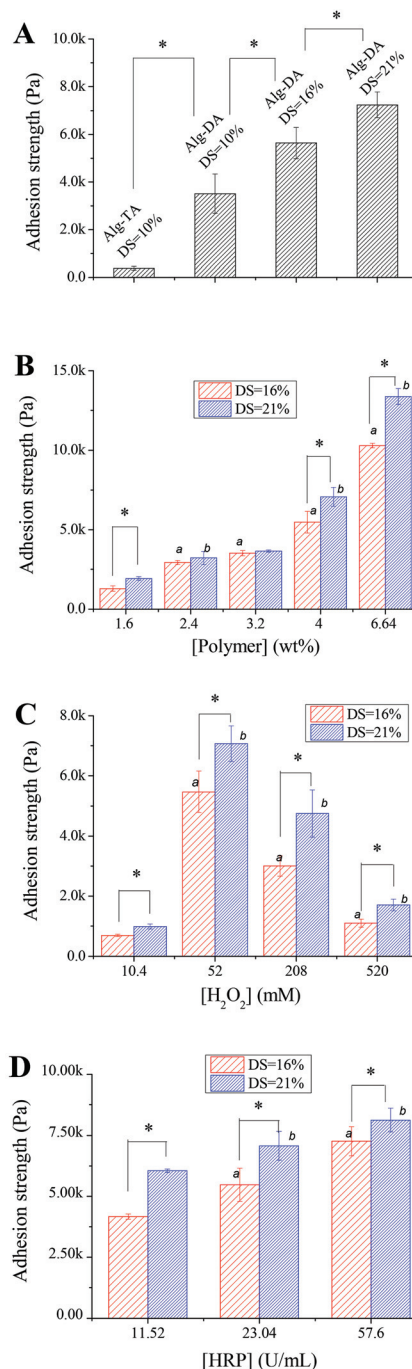 A
Adhesion strength (Pa)
10.0k
8.0k
6.0k
4.0k
2.0k
0.0
*
*
*
Alg-TA
DS=10%
Alg-DA
DS=10%
Alg-DA
DS=16%
Alg-DA
DS=21%
B
Adhesion strength (Pa)
15.0k
10.0k
5.0k
0.0
DS=16%
DS=21%
*
a
b
*
a
b
*
a
b
1.6
2.4
3.2
4
6.64
[Polymer] (wt%)
C
Adhesion strength (Pa)
8.0k
6.0k
4.0k
2.0k
0.0
DS=16%
DS=21%
*
*
a
b
*
a
b
*
a
b
10.4
52
208
520
[H₂O₂] (mM)
D
Adhesion strength (Pa)
10.00k
7.50k
5.00k
2.50k
0.00
DS=16%
DS=21%
*
*
a
b
*
a
b
11.52
23.04
57.6
[HRP] (U/mL)